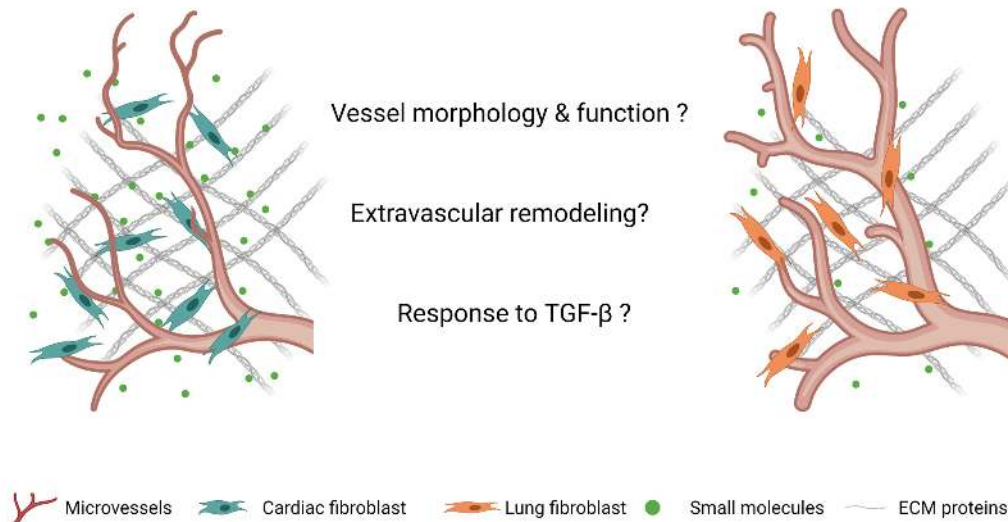 Vessel morphology & function ?
Extravascular remodeling?
Response to TGF-β ?
Microvessels
Cardiac fibroblast
Lung fibroblast
Small molecules
ECM proteins